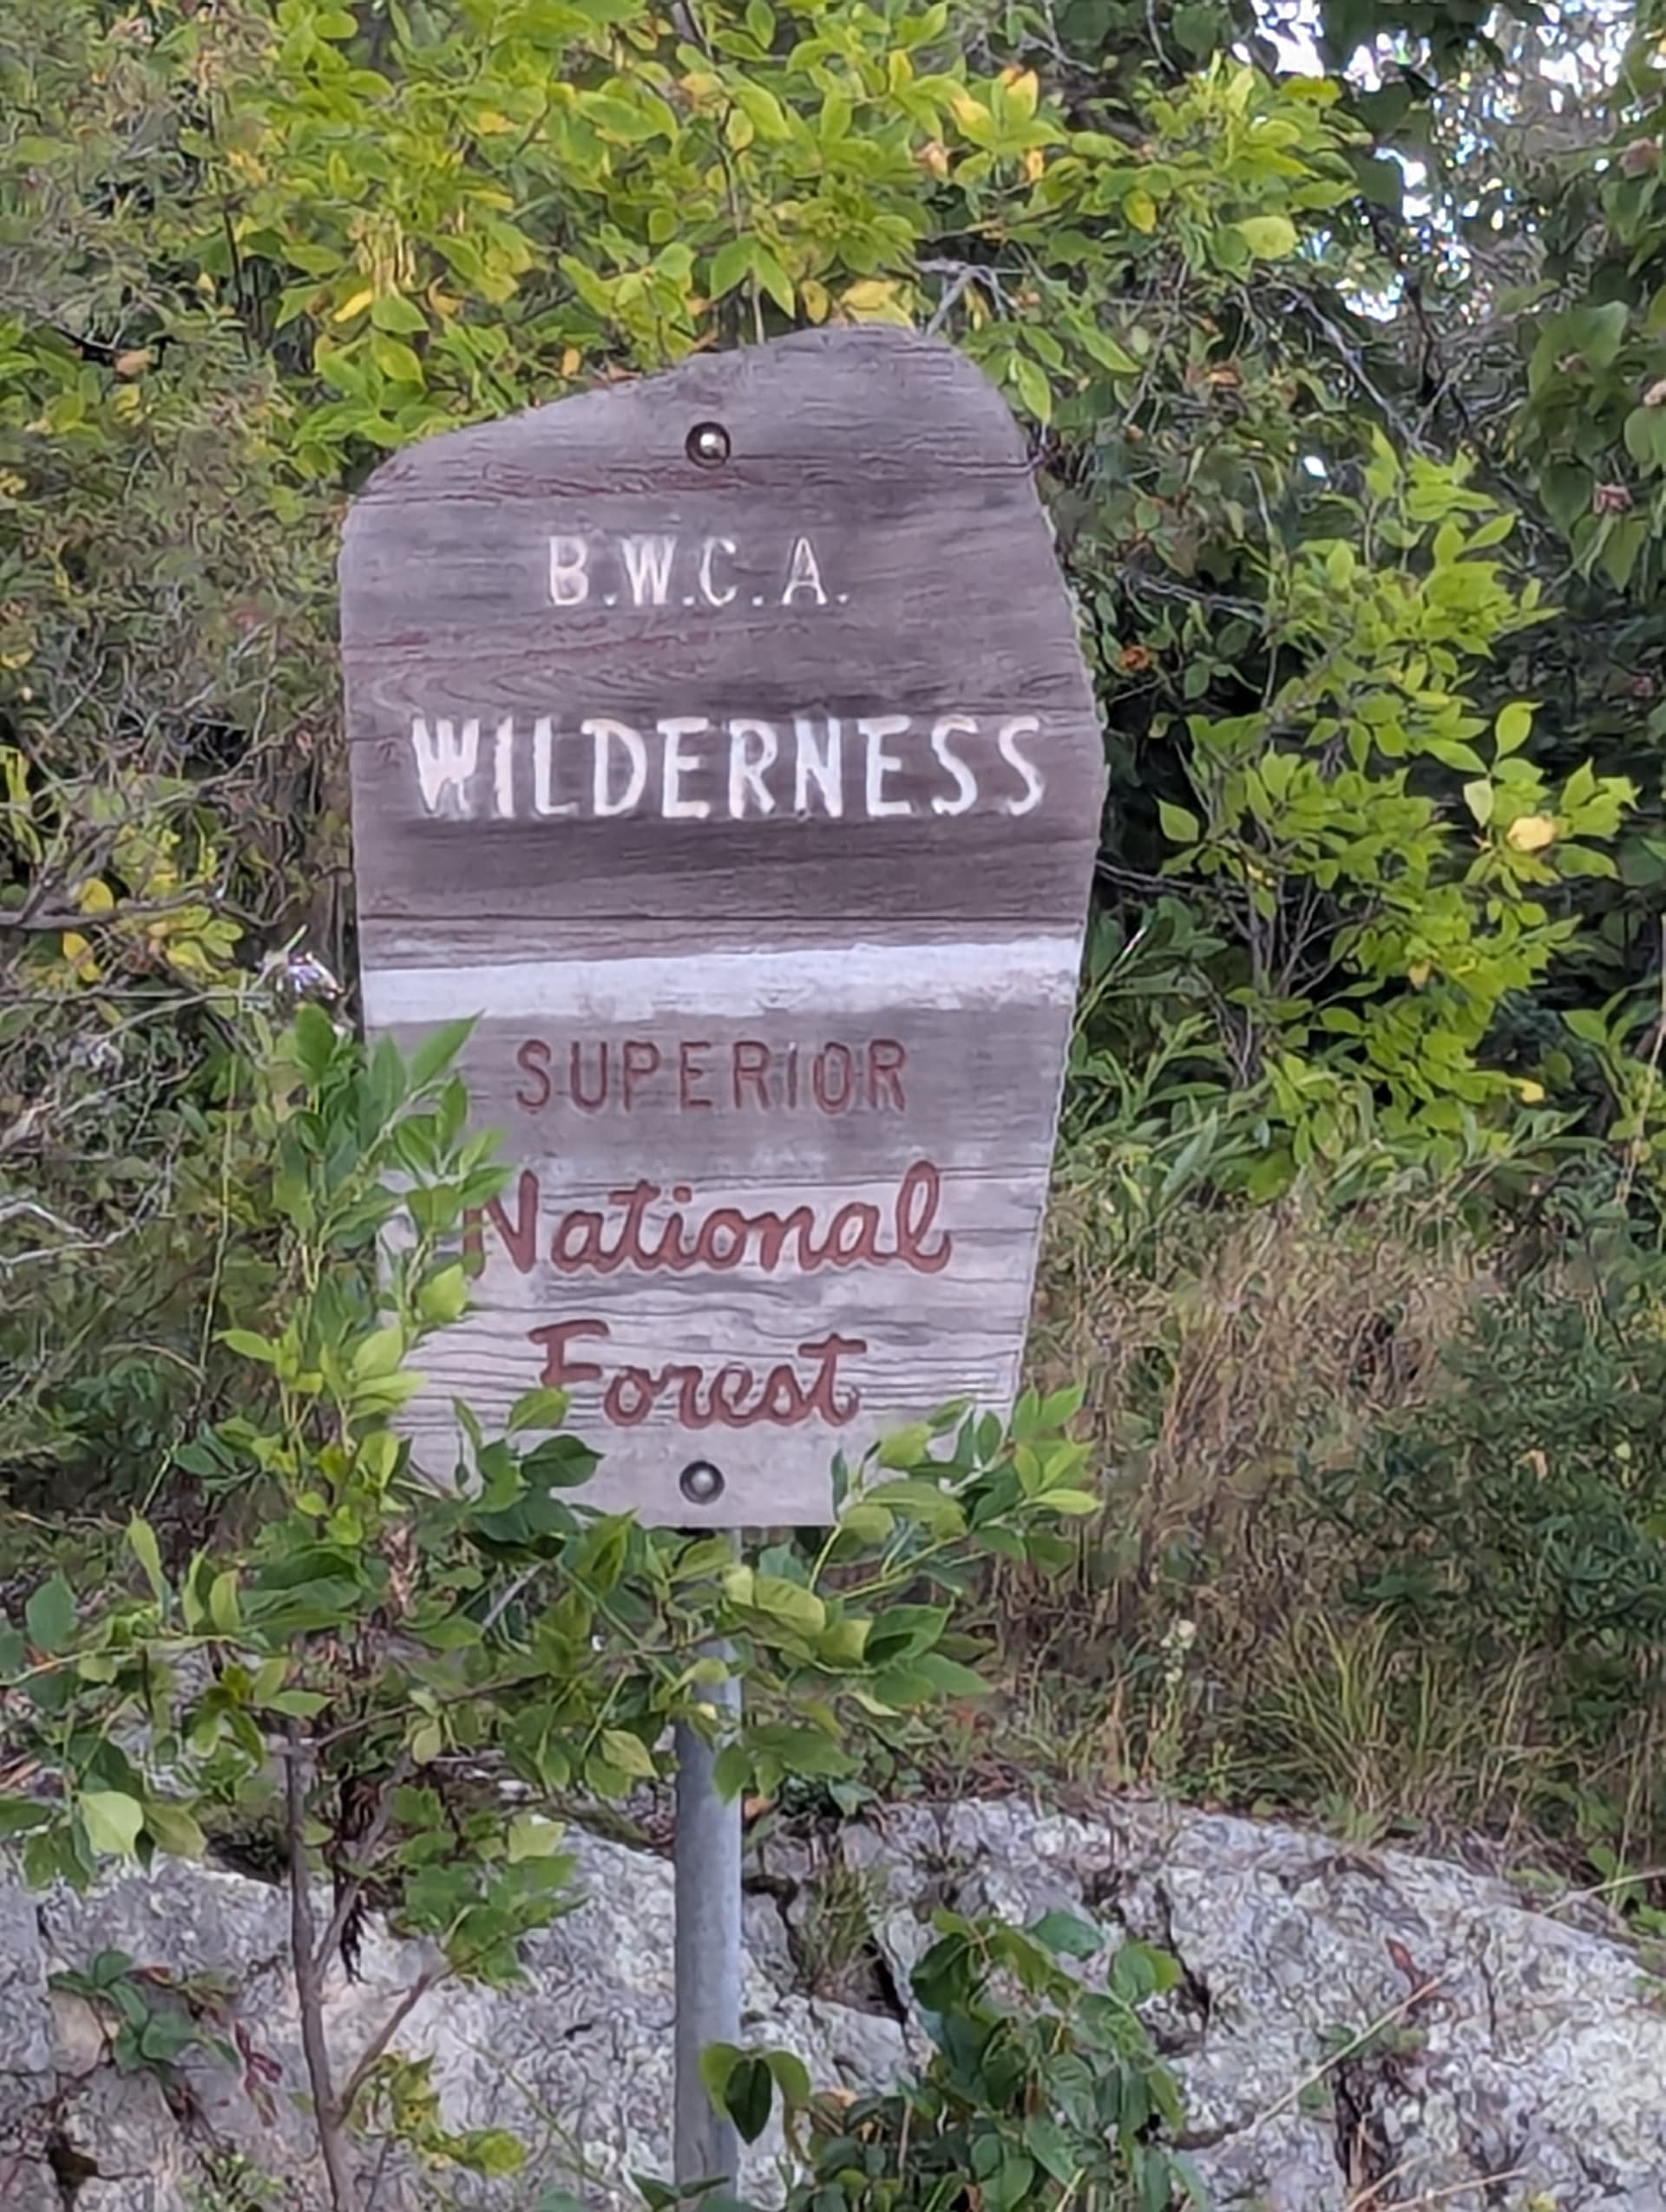 B.W.C.A.
WILDERNESS
SUPERIOR
National
Forest